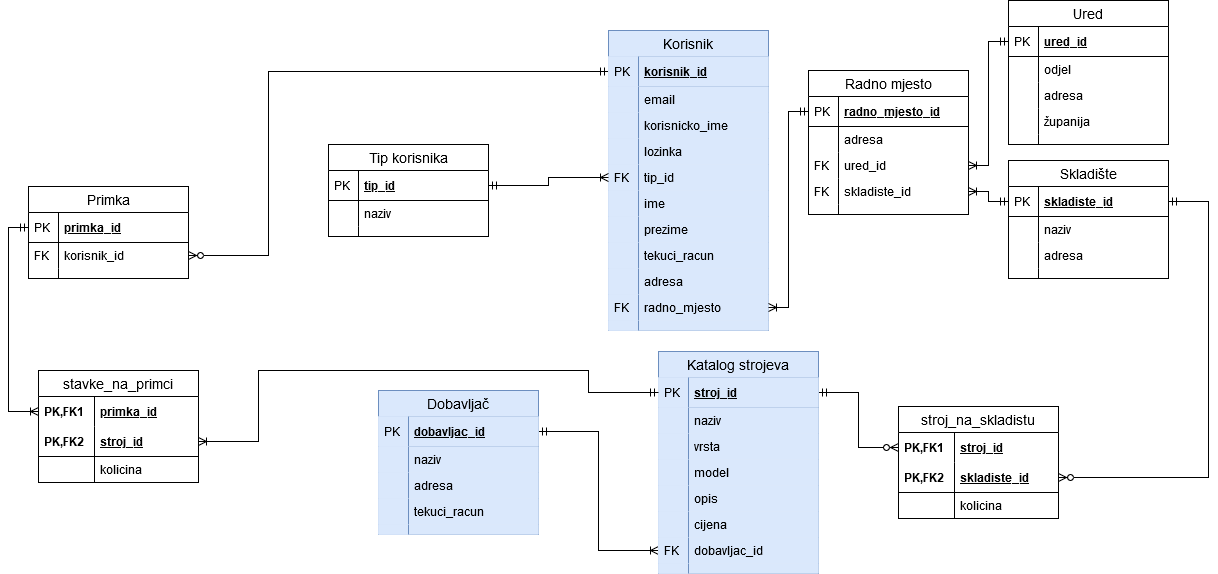 Ured
PK ured_id
odjel
adresa
županija
Korisnik
PK korisnik_id
email
korisnicko_ime
lozinka
FK tip_id
ime
prezime
tekuci_racun
adresa
FK radno_mjesto
Radno mjesto
PK radno_mjesto_id
adresa
FK ured_id
FK skladiste_id
Tip korisnika
PK tip_id
naziv
Skladište
PK skladiste_id
naziv
adresa
Primka
PK primka_id
FK korisnik_id
stavke_na_primci
PK,FK1 primka_id
PK,FK2 stroj_id
kolicina
Dobavljač
PK dobavljac_id
naziv
adresa
tekuci_racun
Katalog strojeva
PK stroj_id
naziv
vrsta
model
opis
cijena
FK dobavljac_id
stroj_na_skladistu
PK,FK1 stroj_id
PK,FK2 skladiste_id
kolicina